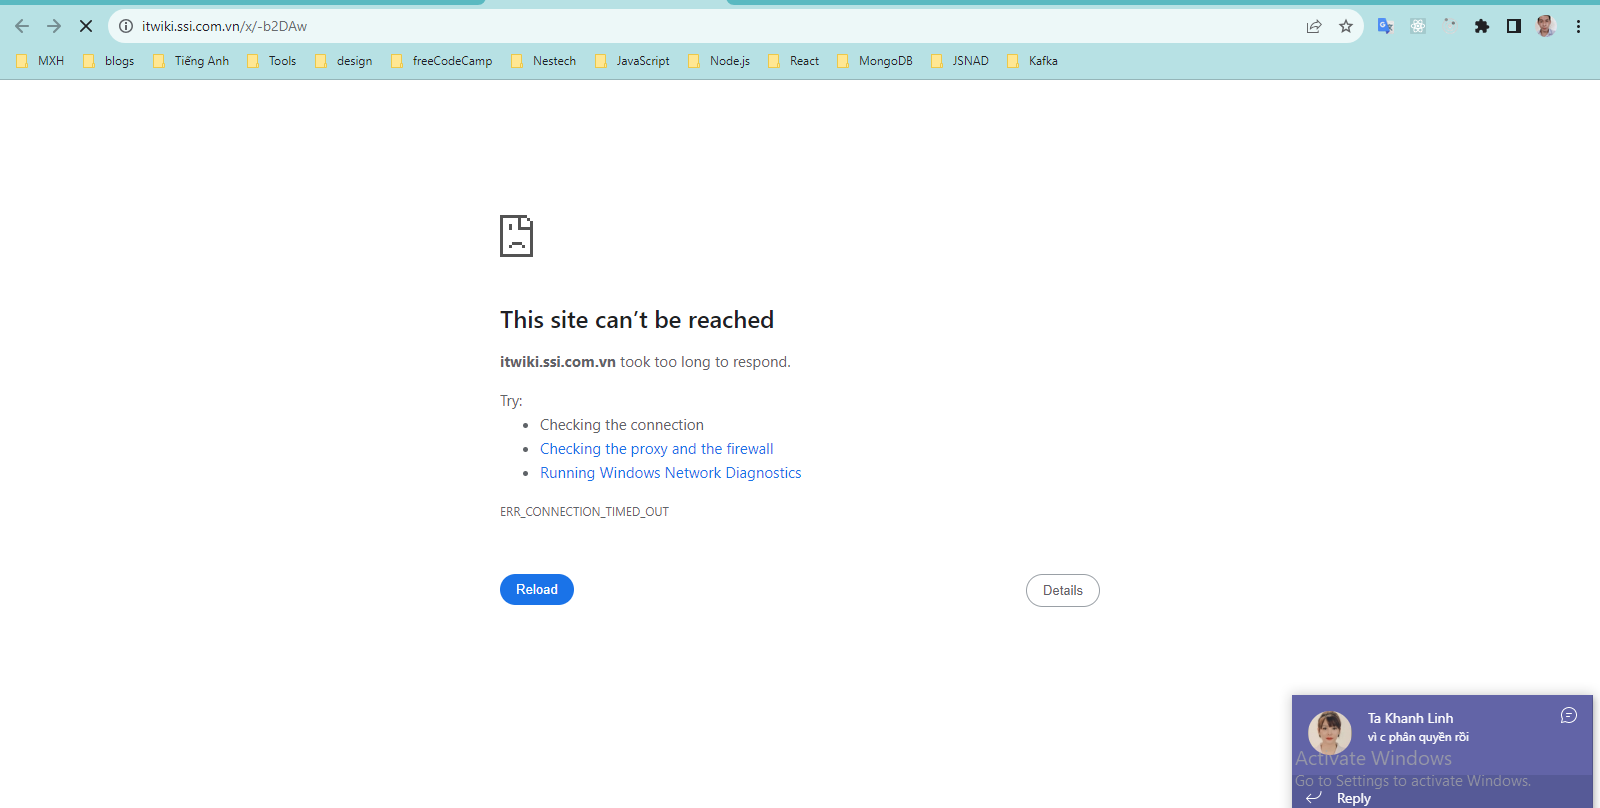 itwiki.ssi.com.vn/x/-b2DAw
MXH blogs Tiếng Anh Tools design freeCodeCamp Nestech JavaScript Node.js React MongoDB JSNAD Kafka
This site can’t be reached
itwiki.ssi.com.vn took too long to respond.
Try:
• Checking the connection
• Checking the proxy and the firewall
• Running Windows Network Diagnostics
ERR_CONNECTION_TIMED_OUT
Reload Details
Ta Khanh Linh
vì c phân quyền rồi
Activate Windows
Go to Settings to activate Windows.
Reply